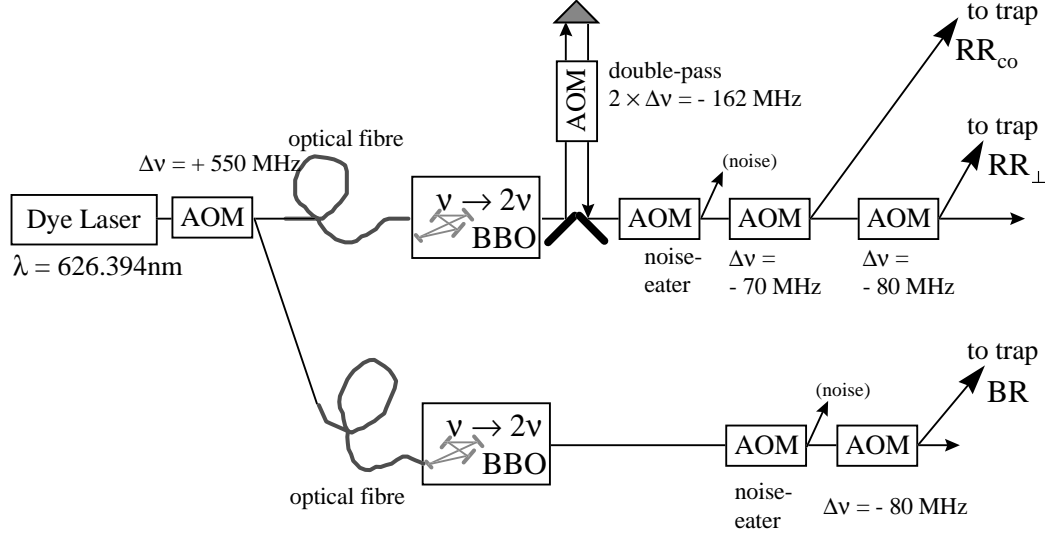 to trap
RR_co
double-pass
2 × Δν = - 162 MHz
AOM
optical fibre
Δν = + 550 MHz
to trap
RR_⊥
(noise)
Dye Laser
AOM
ν → 2ν
BBO
AOM
AOM
AOM
λ = 626.394nm
noise-
eater
Δν =
- 70 MHz
Δν =
- 80 MHz
to trap
BR
(noise)
ν → 2ν
BBO
AOM
AOM
optical fibre
noise-
eater
Δν = - 80 MHz